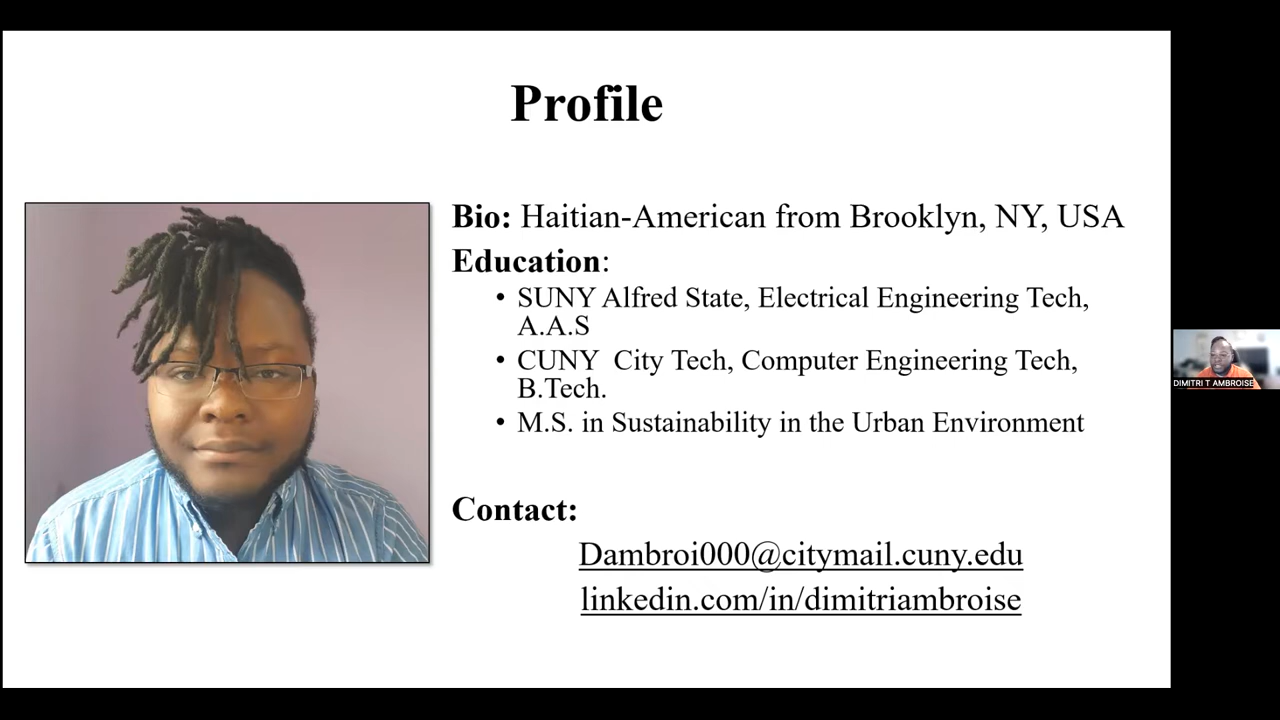 Profile
Bio: Haitian-American from Brooklyn, NY, USA
Education:
• SUNY Alfred State, Electrical Engineering Tech,
A.A.S
• CUNY  City Tech, Computer Engineering Tech,
B.Tech.
• M.S. in Sustainability in the Urban Environment
Contact:
Dambroi000@citymail.cuny.edu
linkedin.com/in/dimitriambroise
DIMITRI T AMBROISE